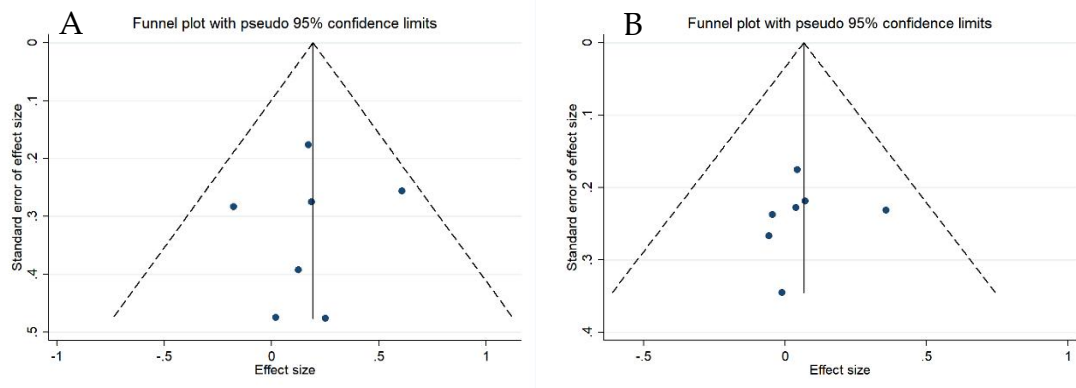 A
Funnel plot with pseudo 95% confidence limits
Standard error of effect size
0
.1
.2
.3
.4
.5
-1
-.5
0
.5
1
Effect size
B
Funnel plot with pseudo 95% confidence limits
Standard error of effect size
0
.1
.2
.3
.4
-.5
0
.5
1
Effect size